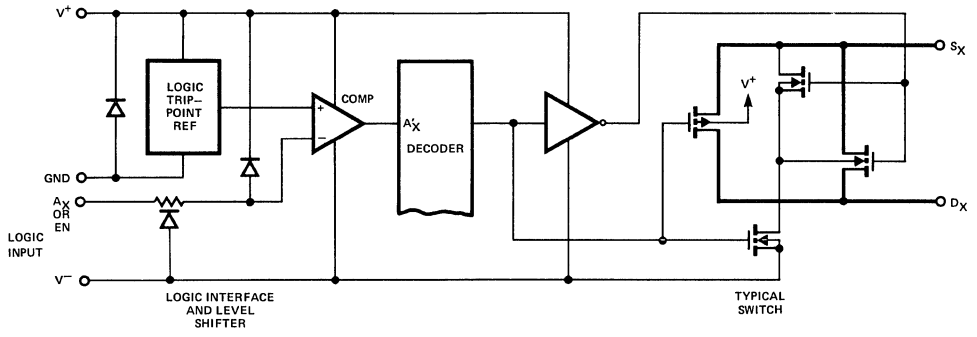 V+
LOGIC
TRIP–
POINT
REF
COMP
+
−
A'X
DECODER
V+
SX
GND
AX
OR
EN
LOGIC
INPUT
DX
V−
LOGIC INTERFACE
AND LEVEL
SHIFTER
TYPICAL
SWITCH